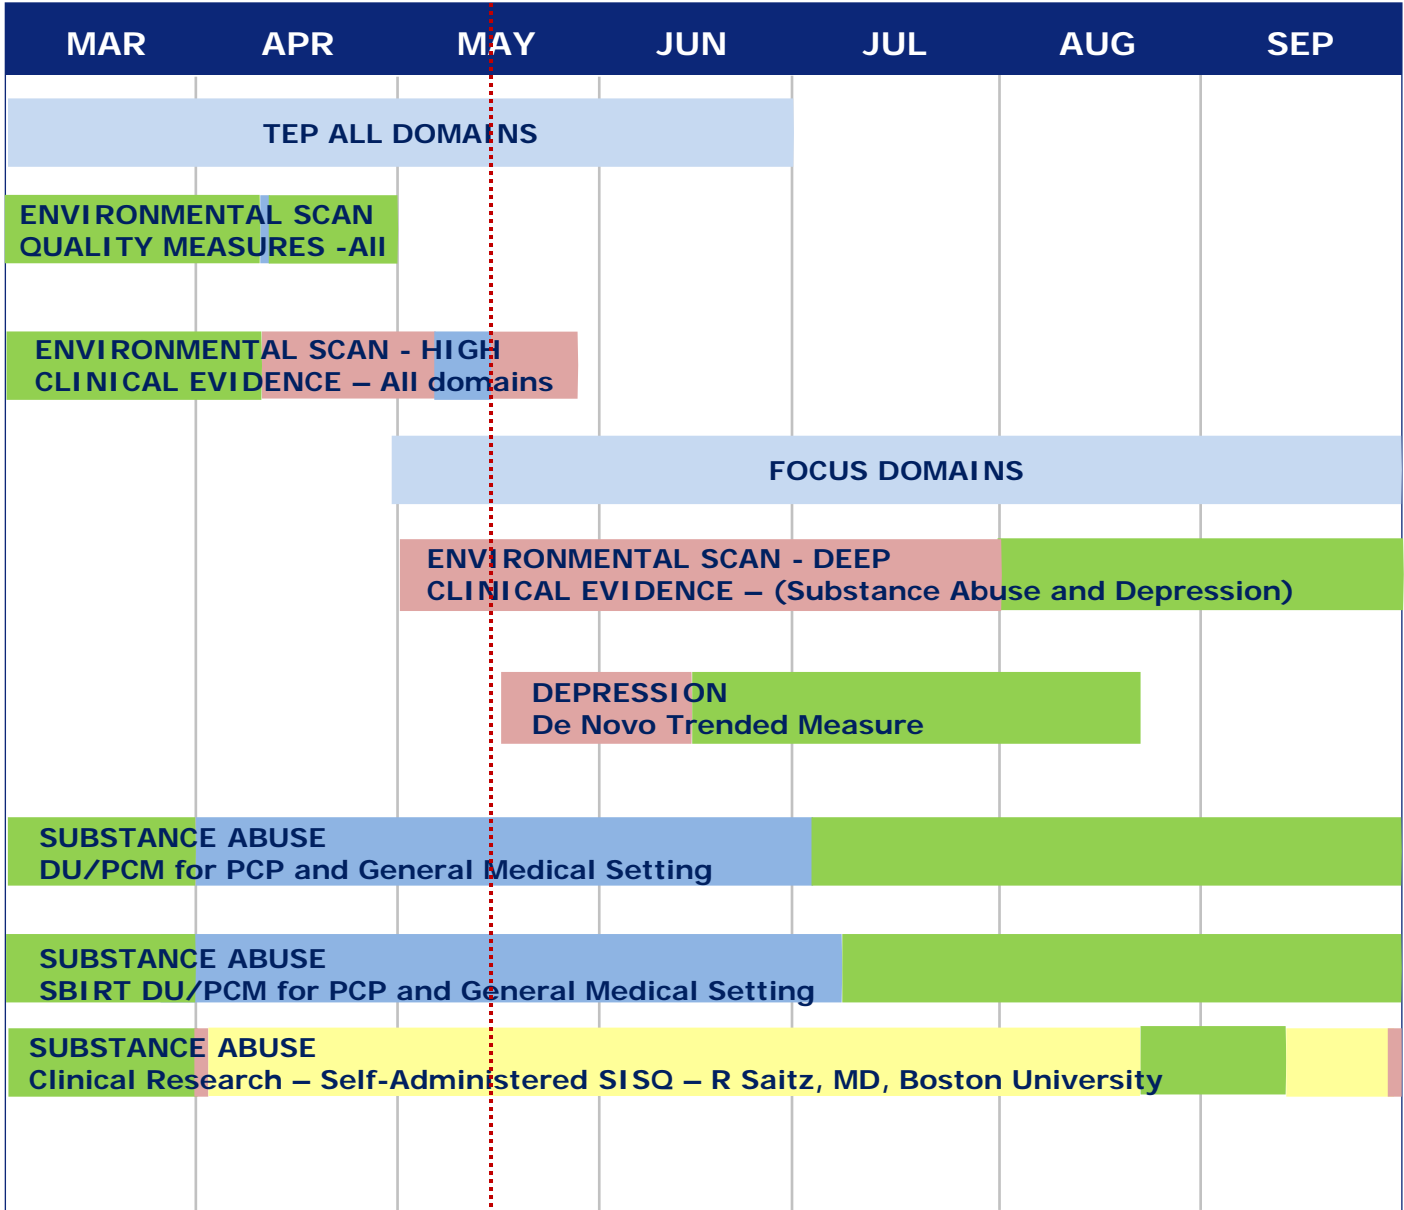 MAR APR MAY JUN JUL AUG SEP
TEP ALL DOMAINS
ENVIRONMENTAL SCAN
QUALITY MEASURES -All
ENVIRONMENTAL SCAN - HIGH
CLINICAL EVIDENCE – All domains
FOCUS DOMAINS
ENVIRONMENTAL SCAN - DEEP
CLINICAL EVIDENCE – (Substance Abuse and Depression)
DEPRESSION
De Novo Trended Measure
SUBSTANCE ABUSE
DU/PCM for PCP and General Medical Setting
SUBSTANCE ABUSE
SBIRT DU/PCM for PCP and General Medical Setting
SUBSTANCE ABUSE
Clinical Research – Self-Administered SISQ – R Saitz, MD, Boston University